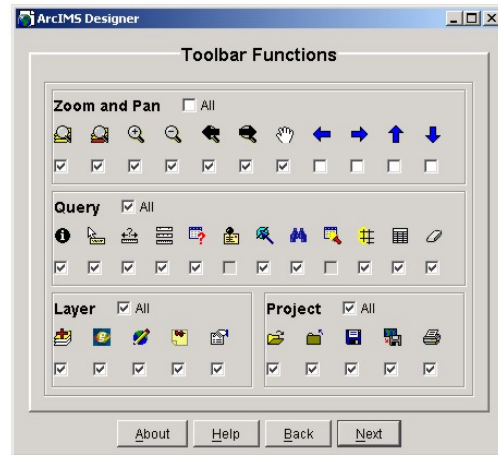 ArcIMS Designer
Toolbar Functions
Zoom and Pan All
Query All
Layer All
Project All
About Help Back Next